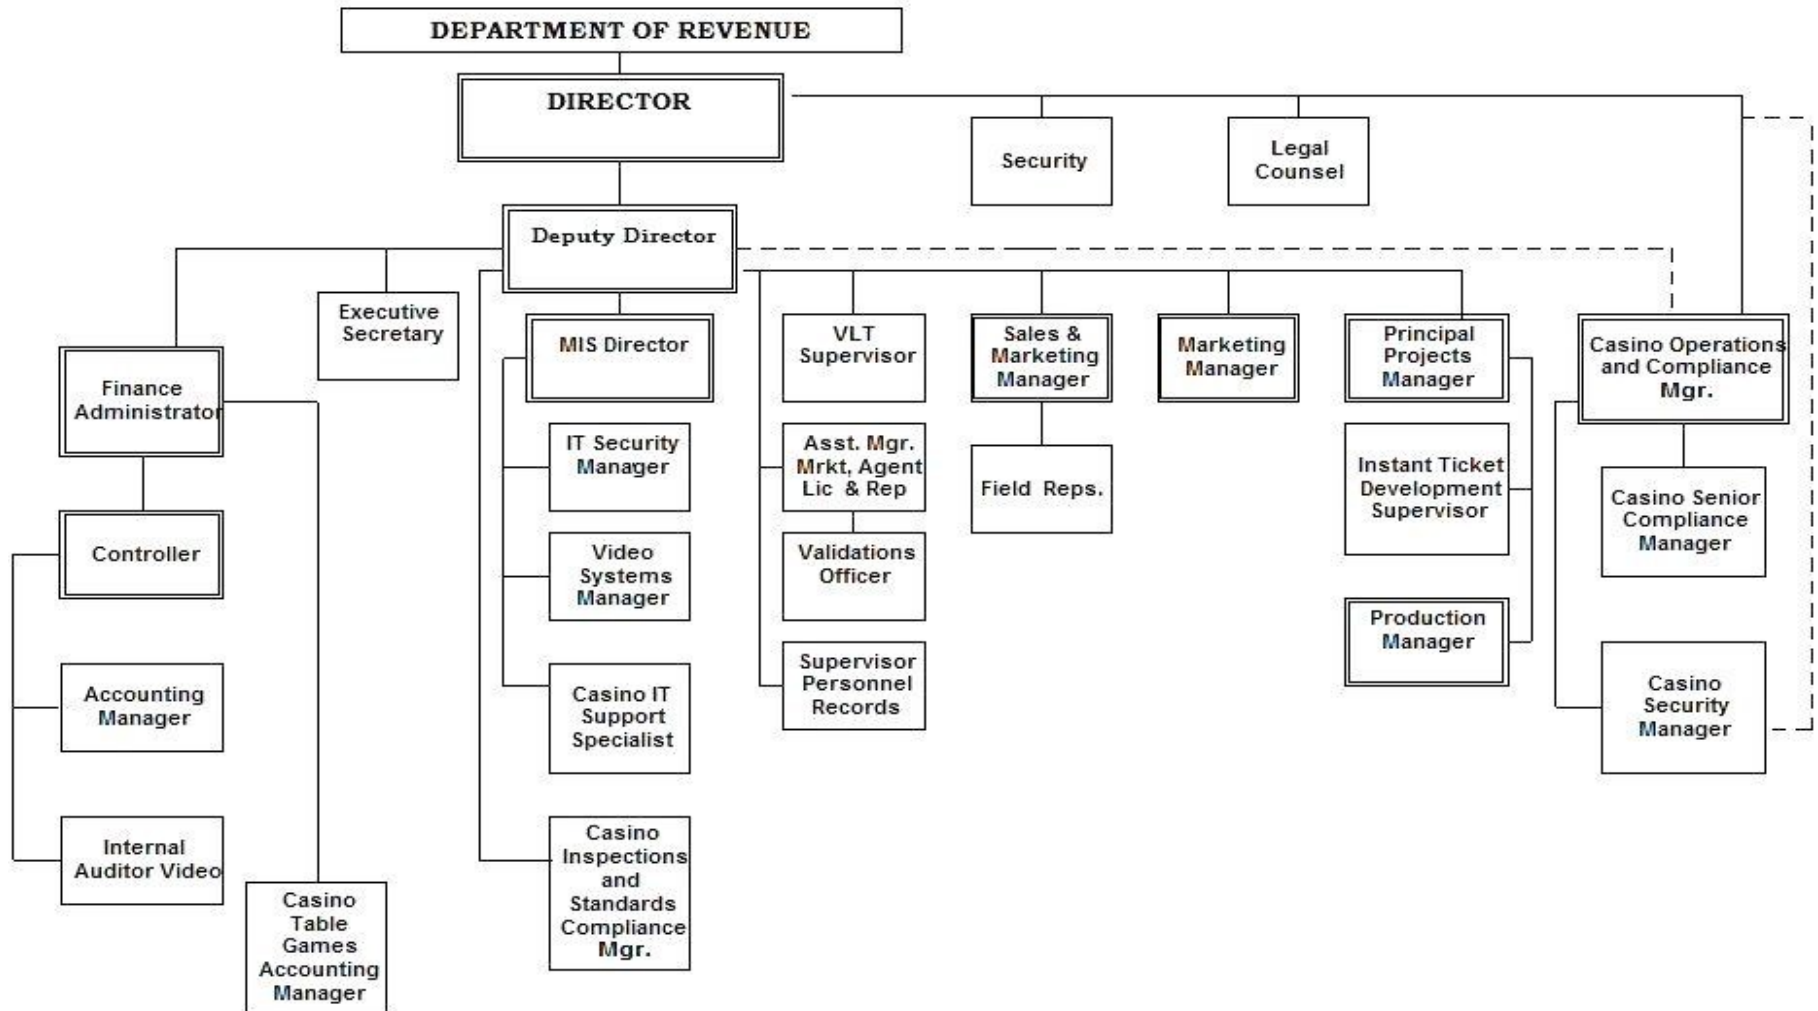 DEPARTMENT OF REVENUE
DIRECTOR
Security
Legal
Counsel
Deputy Director
Executive
Secretary
Finance
Administrator
MIS Director
VLT
Supervisor
Sales &
Marketing
Manager
Marketing
Manager
Principal
Projects
Manager
Casino Operations
and Compliance
Mgr.
IT Security
Manager
Asst. Mgr.
Mrkt, Agent
Lic & Rep
Field Reps.
Instant Ticket
Development
Supervisor
Casino Senior
Compliance
Manager
Controller
Video
Systems
Manager
Validations
Officer
Production
Manager
Accounting
Manager
Casino IT
Support
Specialist
Supervisor
Personnel
Records
Casino
Security
Manager
Internal
Auditor Video
Casino
Inspections
and
Standards
Compliance
Mgr.
Casino
Table
Games
Accounting
Manager